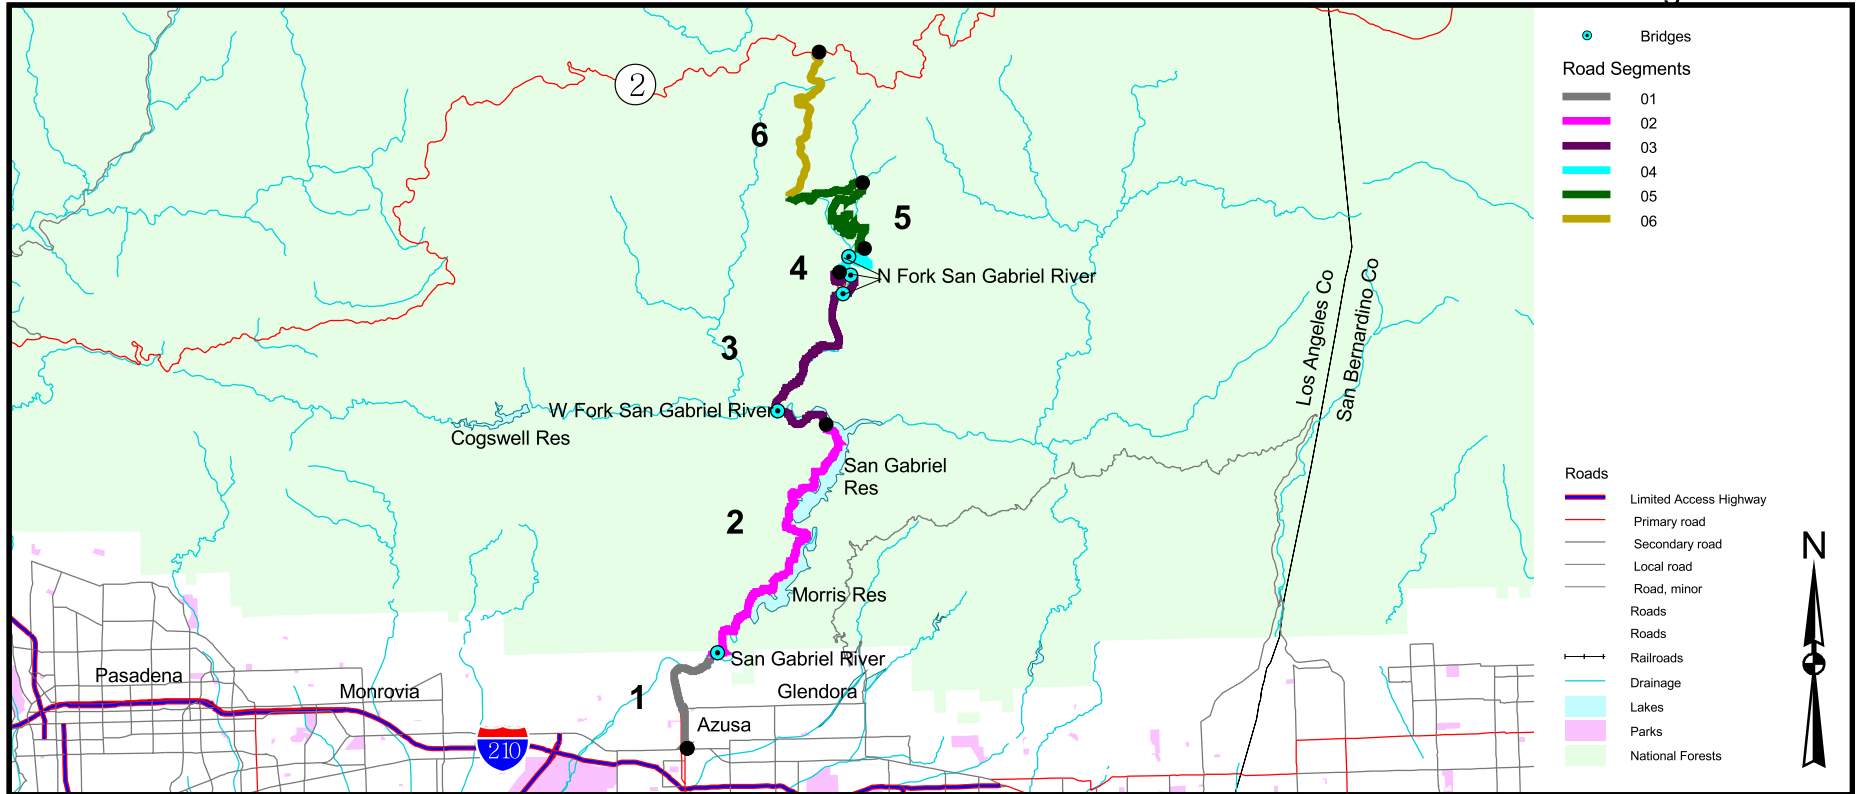 Bridges
Road Segments
01
02
03
04
05
06
2
6
5
4
N Fork San Gabriel River
3
Los Angeles Co
San Bernardino Co
W Fork San Gabriel River
Cogswell Res
San Gabriel
Res
2
Morris Res
San Gabriel River
1
Glendora
Azusa
Pasadena
Monrovia
210
Roads
Limited Access Highway
Primary road
Secondary road
Local road
Road, minor
Roads
Roads
Railroads
Drainage
Lakes
Parks
National Forests
N